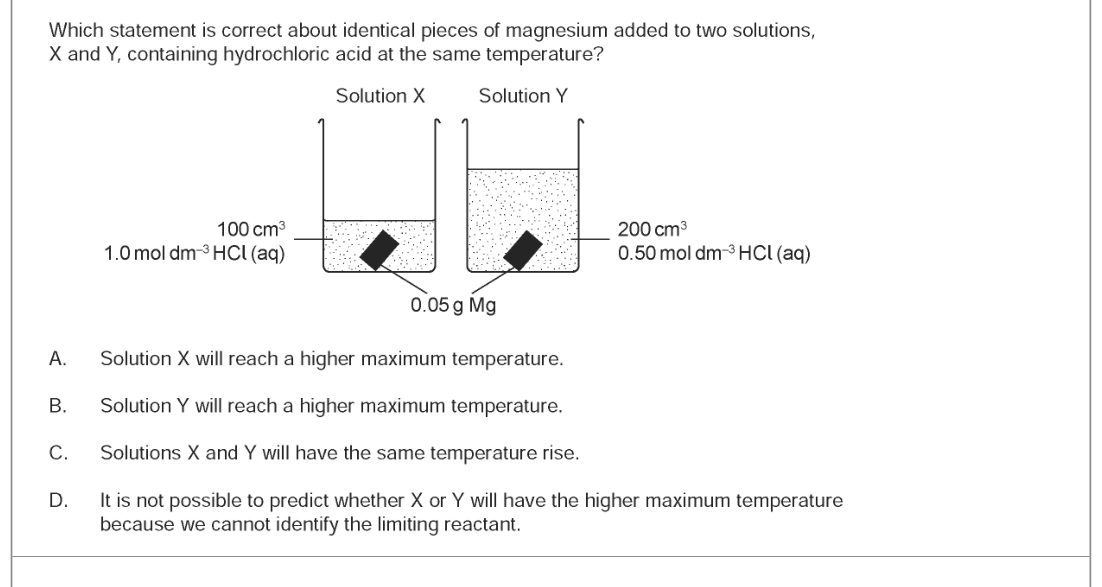 Which statement is correct about identical pieces of magnesium added to two solutions,
X and Y, containing hydrochloric acid at the same temperature?
Solution X
Solution Y
100 cm³
1.0 mol dm⁻³ HCl (aq)
200 cm³
0.50 mol dm⁻³ HCl (aq)
0.05 g Mg
A. Solution X will reach a higher maximum temperature.
B. Solution Y will reach a higher maximum temperature.
C. Solutions X and Y will have the same temperature rise.
D. It is not possible to predict whether X or Y will have the higher maximum temperature
because we cannot identify the limiting reactant.